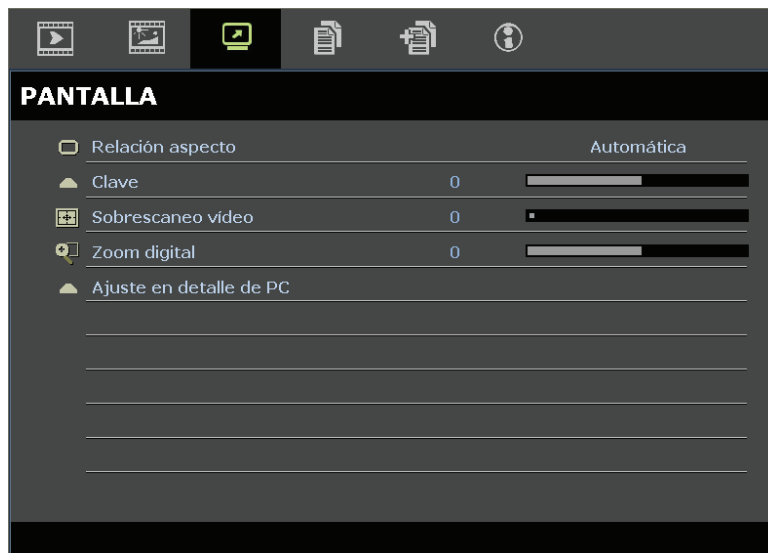 PANTALLA
Relación aspecto Automática
Clave 0
Sobrescaneo vídeo 0
Zoom digital 0
Ajuste en detalle de PC